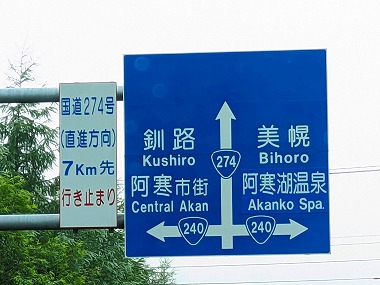 国道274号
(直進方向)
7Km先
行き止まり
釧路
Kushiro
阿寒市街
Central Akan
美幌
Bihoro
阿寒湖温泉
Akanko Spa.
274
240
240